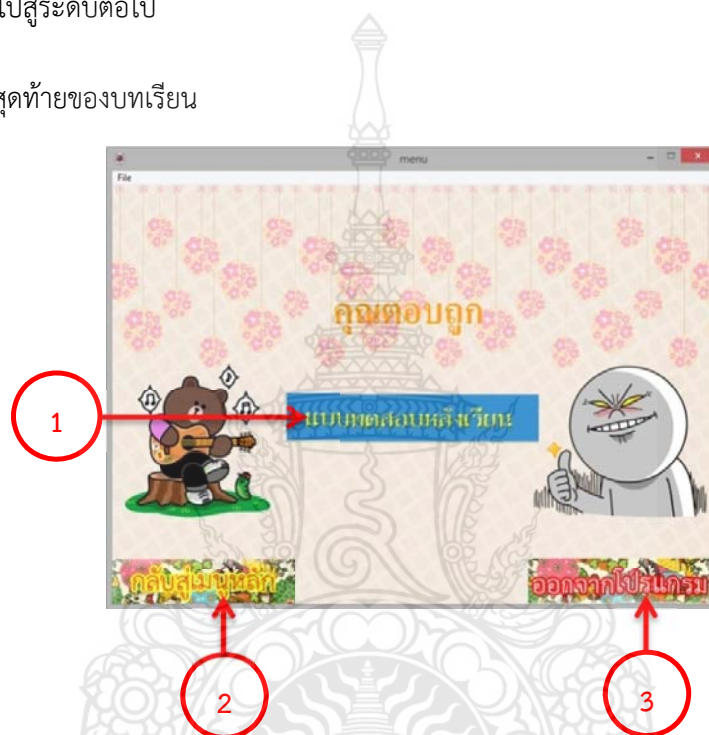 ไปสู่ระดับต่อไป
สุดท้ายของบทเรียน
menu
File
คุณตอบถูก
1
แบบทดสอบหลังเรียน
กลับสู่เมนูหลัก
ออกจากโปรแกรม
2
3